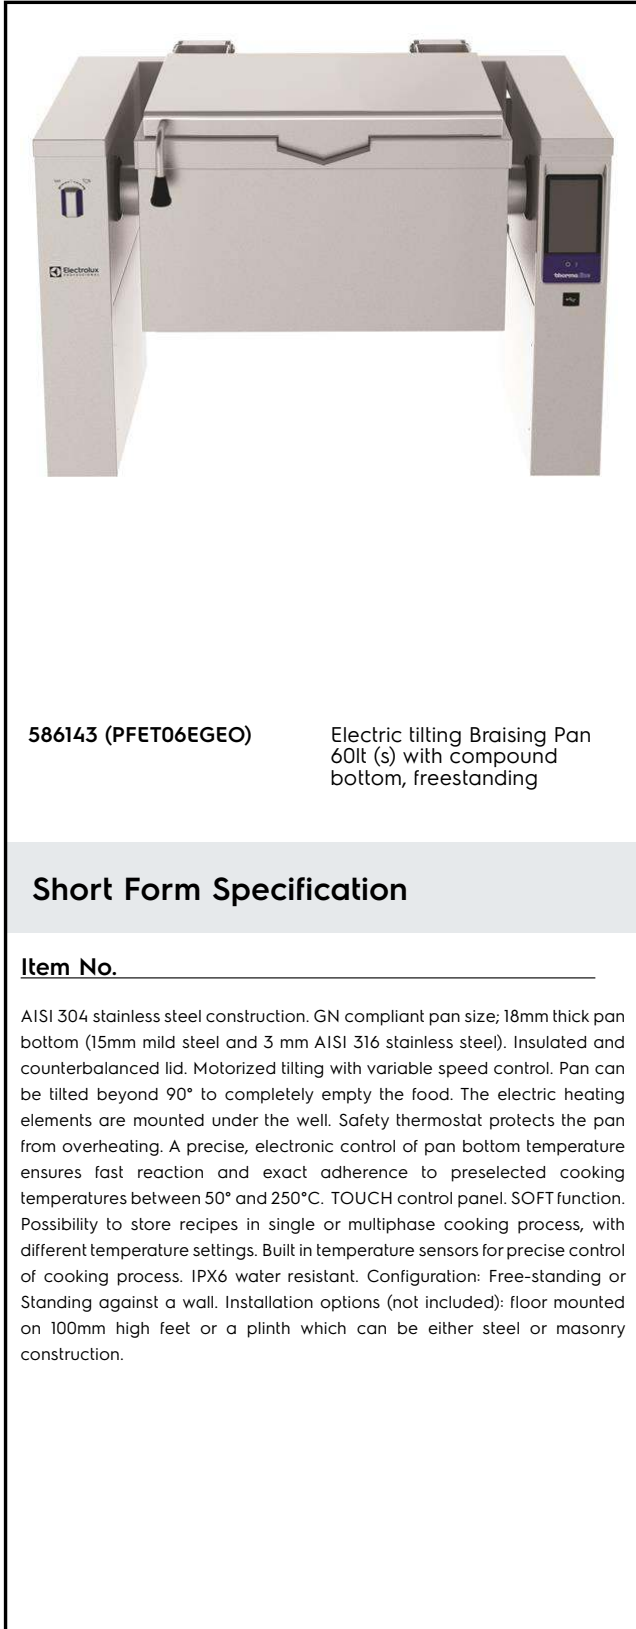 Electrolux
PROFESSIONAL
thermaline
586143 (PFET06EGEO)
Electric tilting Braising Pan
60lt (s) with compound
bottom, freestanding
Short Form Specification
Item No.
AISI 304 stainless steel construction. GN compliant pan size; 18mm thick pan
bottom (15mm mild steel and 3 mm AISI 316 stainless steel). Insulated and
counterbalanced lid. Motorized tilting with variable speed control. Pan can
be tilted beyond 90° to completely empty the food. The electric heating
elements are mounted under the well. Safety thermostat protects the pan
from overheating. A precise, electronic control of pan bottom temperature
ensures fast reaction and exact adherence to preselected cooking
temperatures between 50° and 250°C. TOUCH control panel. SOFT function.
Possibility to store recipes in single or multiphase cooking process, with
different temperature settings. Built in temperature sensors for precise control
of cooking process. IPX6 water resistant. Configuration: Free-standing or
Standing against a wall. Installation options (not included): floor mounted
on 100mm high feet or a plinth which can be either steel or masonry
construction.